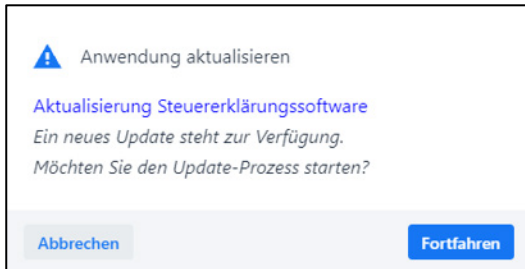 Anwendung aktualisieren
Aktualisierung Steuererklärungssoftware
Ein neues Update steht zur Verfügung.
Möchten Sie den Update-Prozess starten?
Abbrechen
Fortfahren